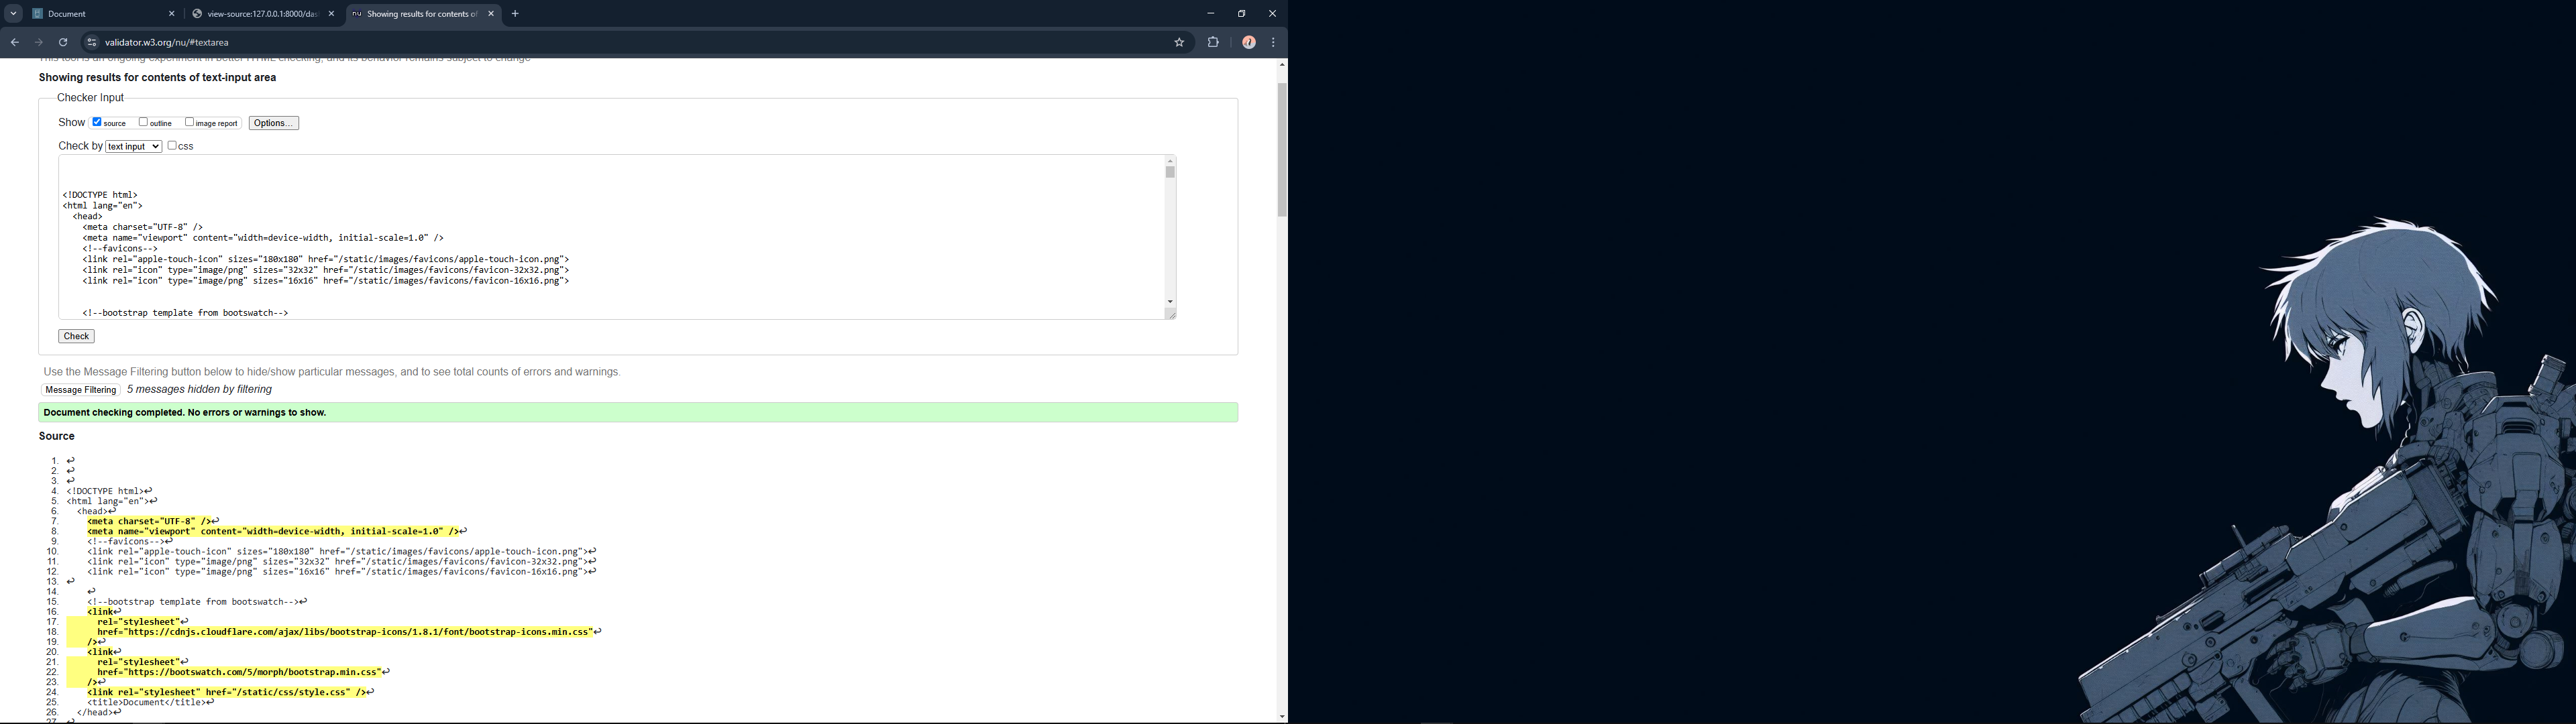 Document
view-source:127.0.0.1:8000/das
Showing results for contents of
validator.w3.org/nu/#textarea
This tool is an ongoing experiment in better HTML checking, and its behavior remains subject to change
Showing results for contents of text-input area
Checker Input
Show source outline image report Options...
Check by text input css
<!DOCTYPE html>
<html lang="en">
<head>
<meta charset="UTF-8" />
<meta name="viewport" content="width=device-width, initial-scale=1.0" />
<!--favicons-->
<link rel="apple-touch-icon" sizes="180x180" href="/static/images/favicons/apple-touch-icon.png">
<link rel="icon" type="image/png" sizes="32x32" href="/static/images/favicons/favicon-32x32.png">
<link rel="icon" type="image/png" sizes="16x16" href="/static/images/favicons/favicon-16x16.png">
<!--bootstrap template from bootswatch-->
Check
Use the Message Filtering button below to hide/show particular messages, and to see total counts of errors and warnings.
Message Filtering 5 messages hidden by filtering
Document checking completed. No errors or warnings to show.
Source
1. ↩
2. ↩
3. ↩
4. <!DOCTYPE html>↩
5. <html lang="en">↩
6. <head>↩
7. <meta charset="UTF-8" />↩
8. <meta name="viewport" content="width=device-width, initial-scale=1.0" />↩
9. <!--favicons-->↩
10. <link rel="apple-touch-icon" sizes="180x180" href="/static/images/favicons/apple-touch-icon.png">↩
11. <link rel="icon" type="image/png" sizes="32x32" href="/static/images/favicons/favicon-32x32.png">↩
12. <link rel="icon" type="image/png" sizes="16x16" href="/static/images/favicons/favicon-16x16.png">↩
13. ↩
14. ↩
15. <!--bootstrap template from bootswatch-->↩
16. <link↩
17. rel="stylesheet"↩
18. href="https://cdnjs.cloudflare.com/ajax/libs/bootstrap-icons/1.8.1/font/bootstrap-icons.min.css"↩
19. />↩
20. <link↩
21. rel="stylesheet"↩
22. href="https://bootswatch.com/5/morph/bootstrap.min.css"↩
23. />↩
24. <link rel="stylesheet" href="/static/css/style.css" />↩
25. <title>Document</title>↩
26. </head>↩
27. ↩